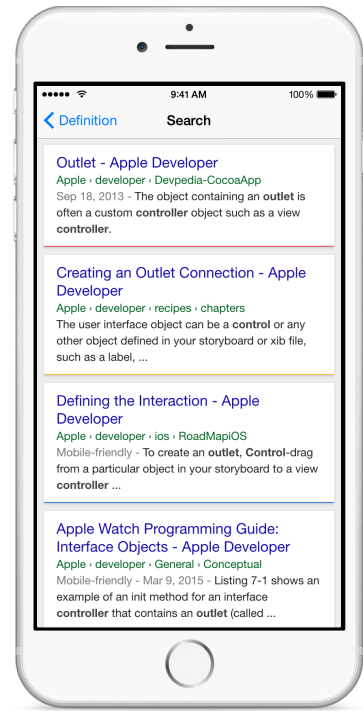 9:41 AM 100%
Definition Search
Outlet - Apple Developer
Apple › developer › Devpedia-CocoaApp
Sep 18, 2013 - The object containing an outlet is
often a custom controller object such as a view
controller.
Creating an Outlet Connection - Apple
Developer
Apple › developer › recipes › chapters
The user interface object can be a control or any
other object defined in your storyboard or xib file,
such as a label, ...
Defining the Interaction - Apple
Developer
Apple › developer › ios › RoadMapiOS
Mobile-friendly - To create an outlet, Control-drag
from a particular object in your storyboard to a view
controller ...
Apple Watch Programming Guide:
Interface Objects - Apple Developer
Apple › developer › General › Conceptual
Mobile-friendly - Mar 9, 2015 - Listing 7-1 shows an
example of an init method for an interface
controller that contains an outlet (called ...